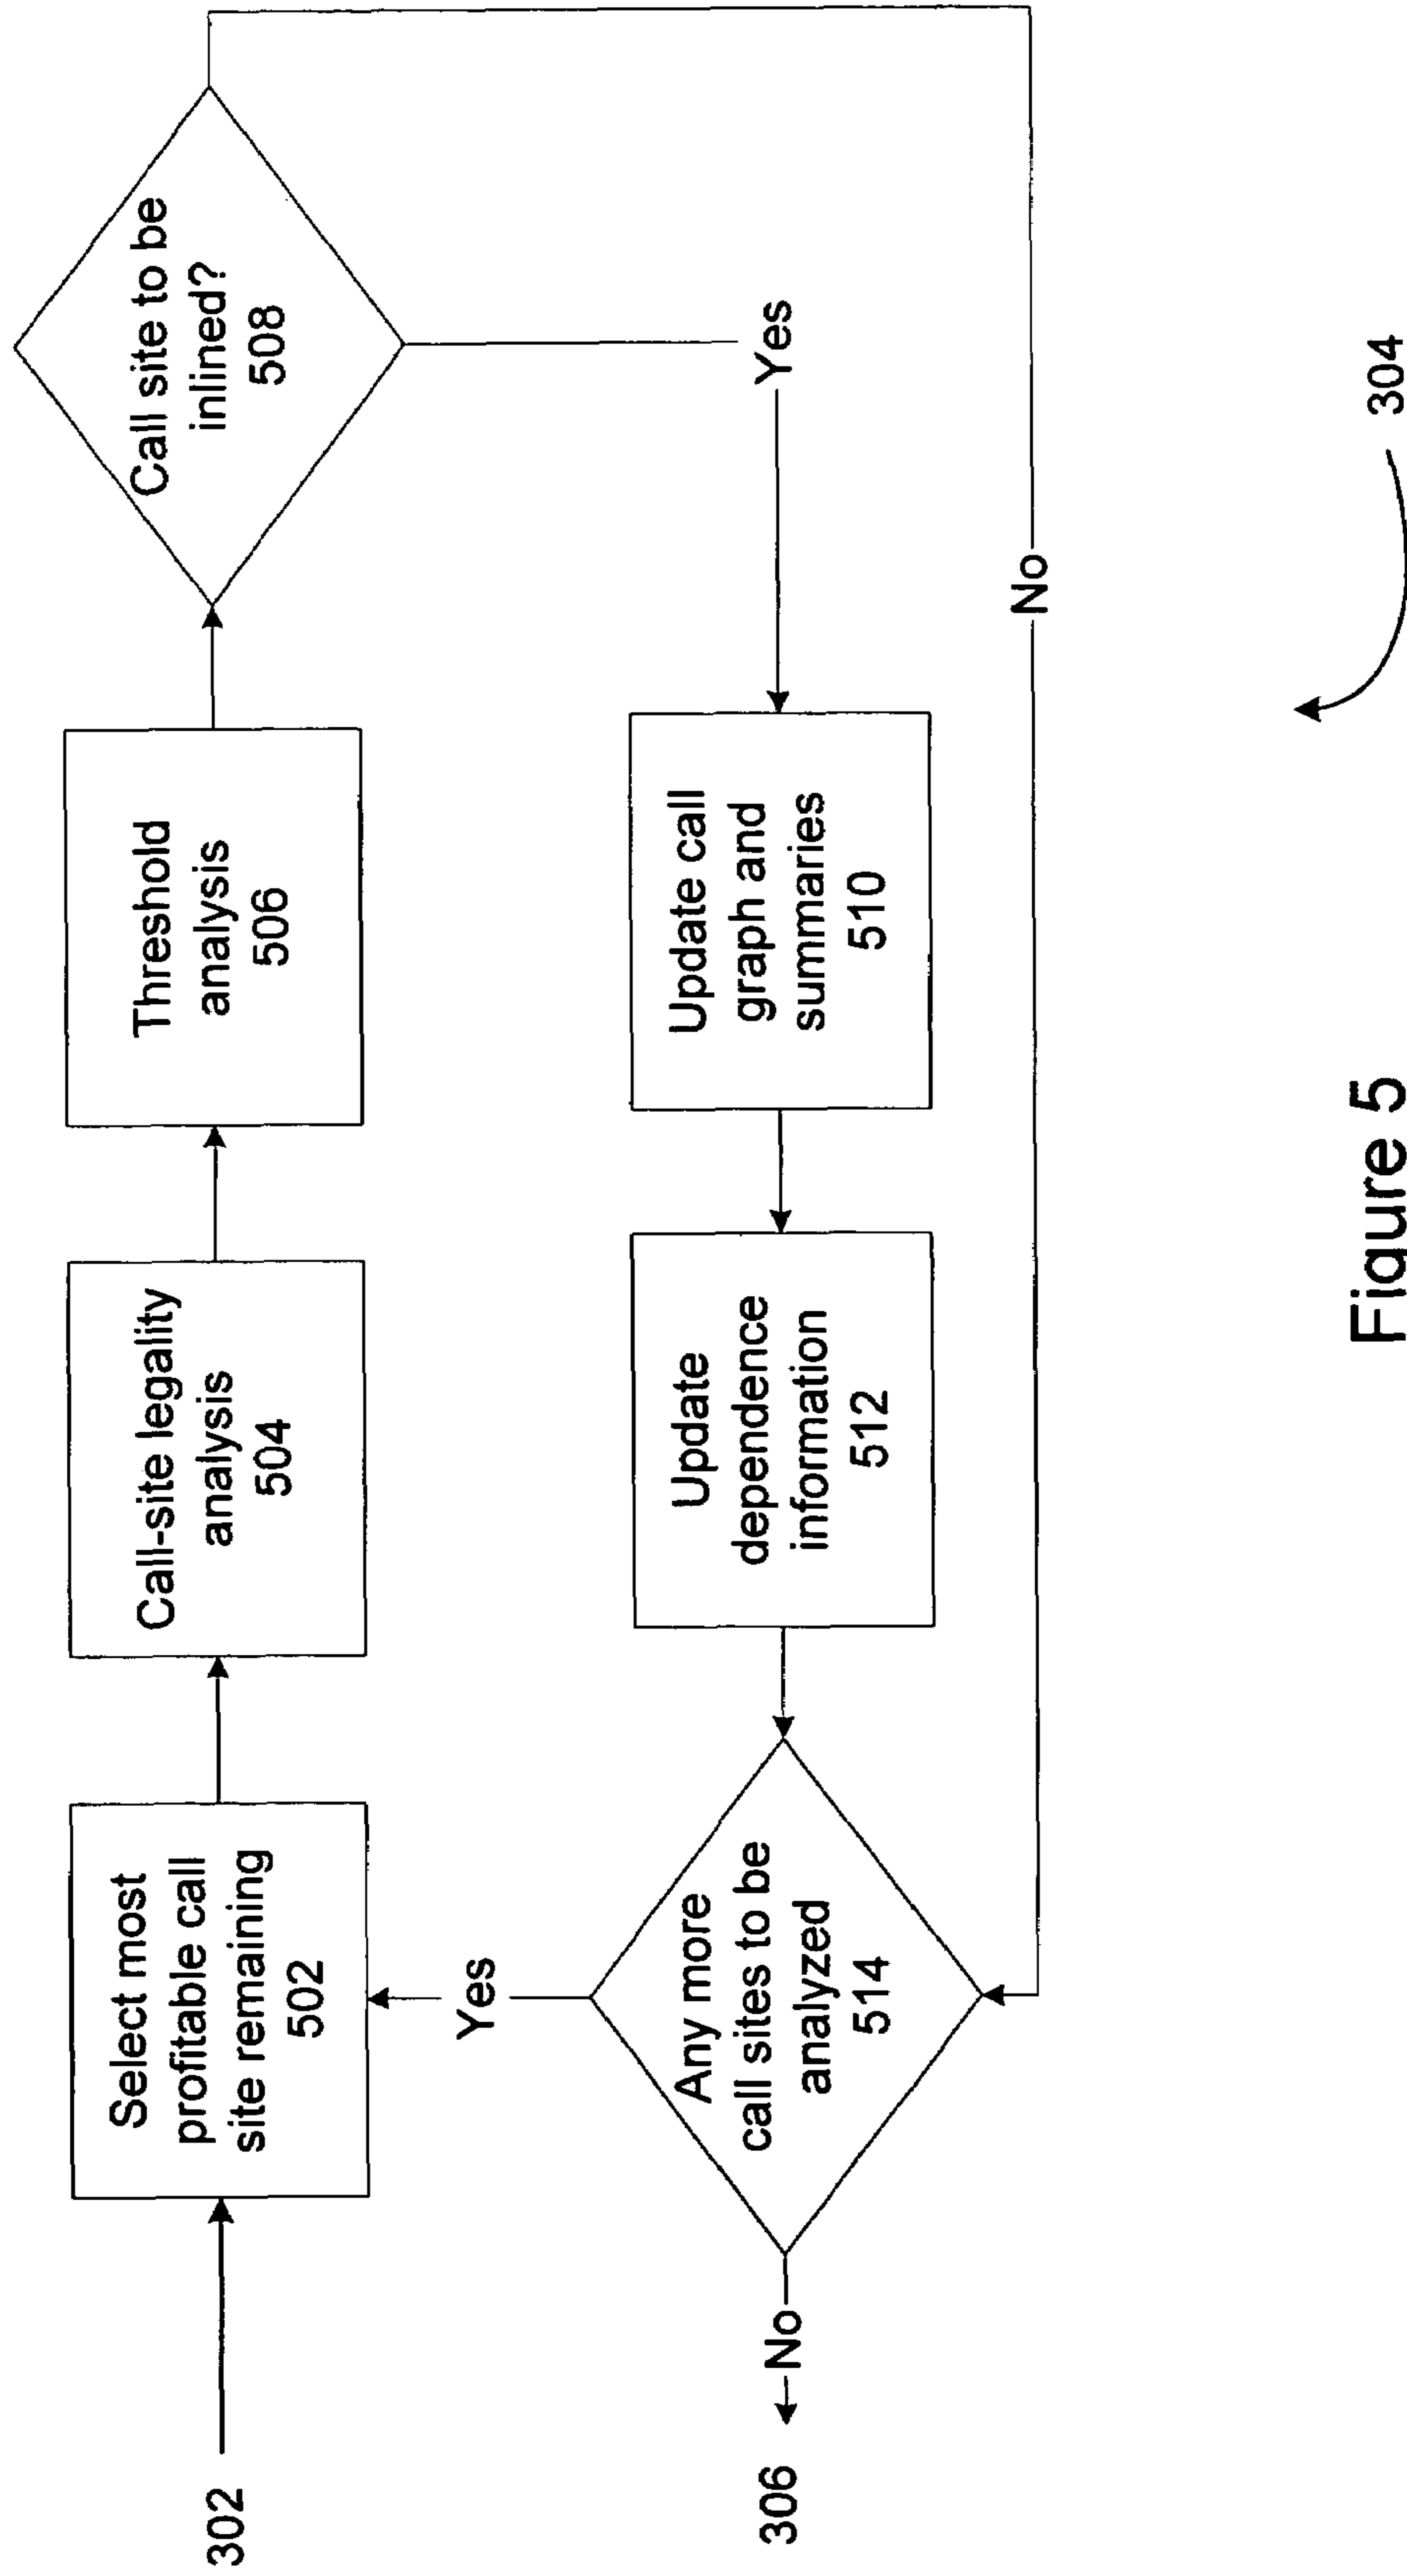 302
Select most
profitable call
site remaining
502
Call-site legality
analysis
504
Threshold
analysis
506
Call site to be
inlined?
508
Yes
Update call
graph and
summaries
510
Update
dependence
information
512
Any more
call sites to be
analyzed
514
Yes
No
306
No
304
Figure 5